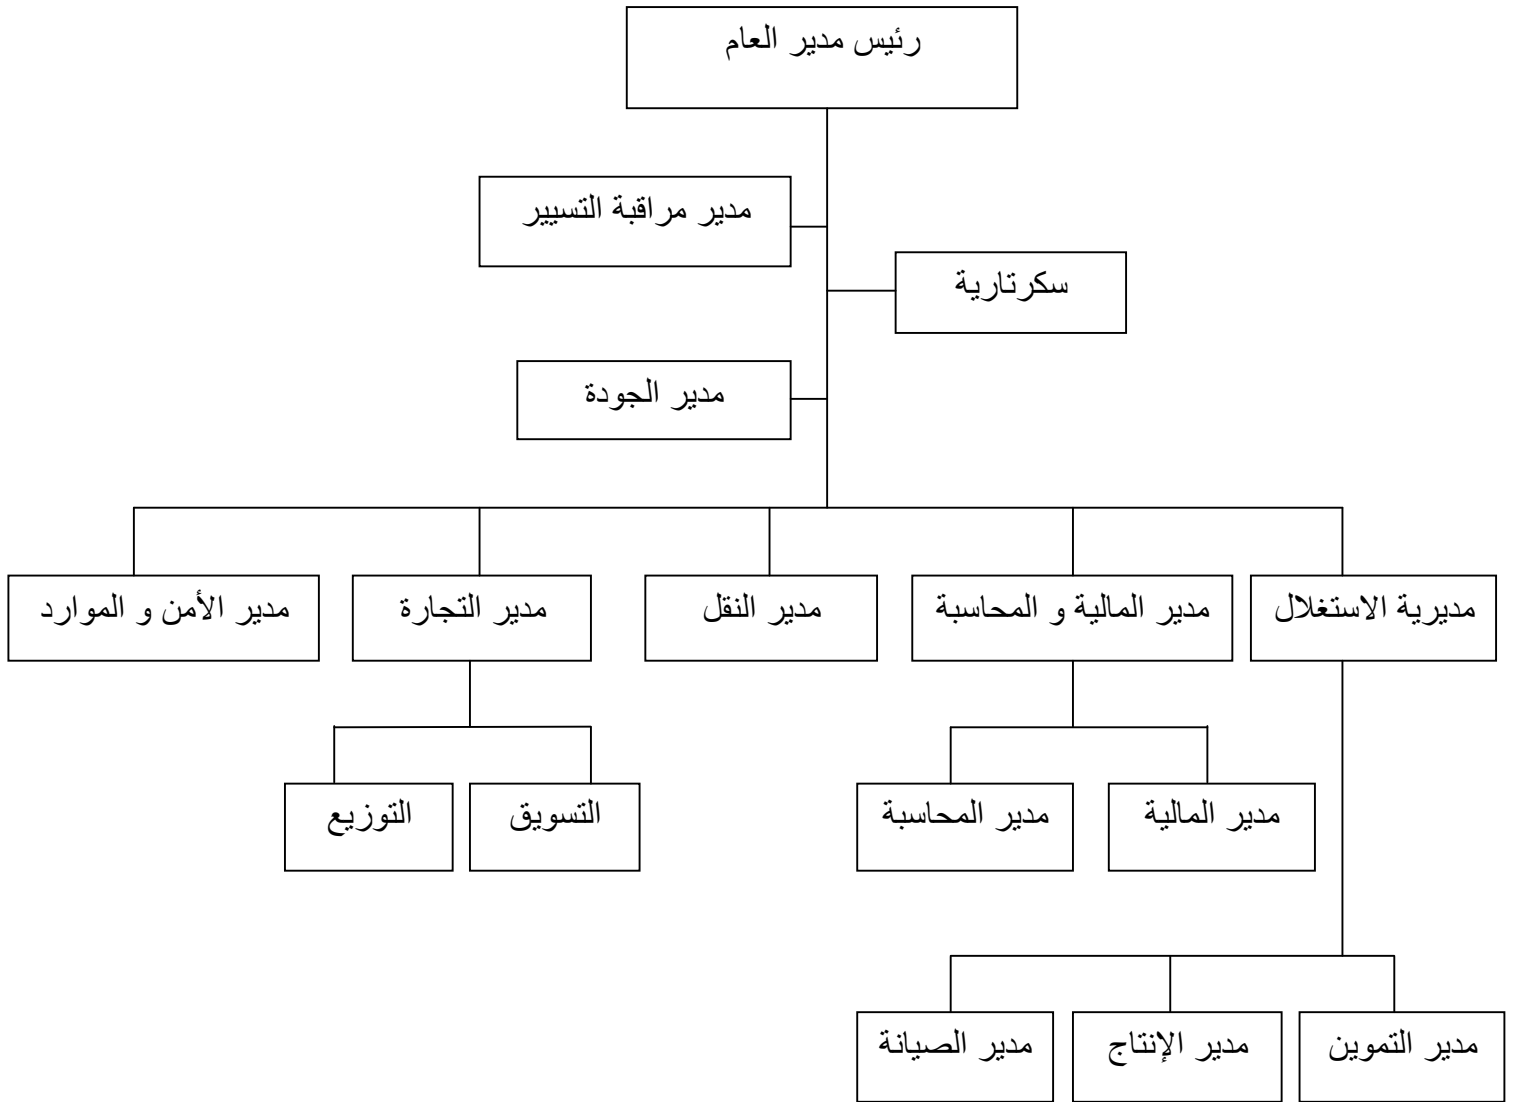 رئيس مدير العام
مدير مراقبة التسيير
سكرتارية
مدير الجودة
مديرية الاستغلال
مدير المالية و المحاسبة
مدير النقل
مدير التجارة
مدير الأمن و الموارد
مدير المالية
مدير المحاسبة
التسويق
التوزيع
مدير التموين
مدير الإنتاج
مدير الصيانة